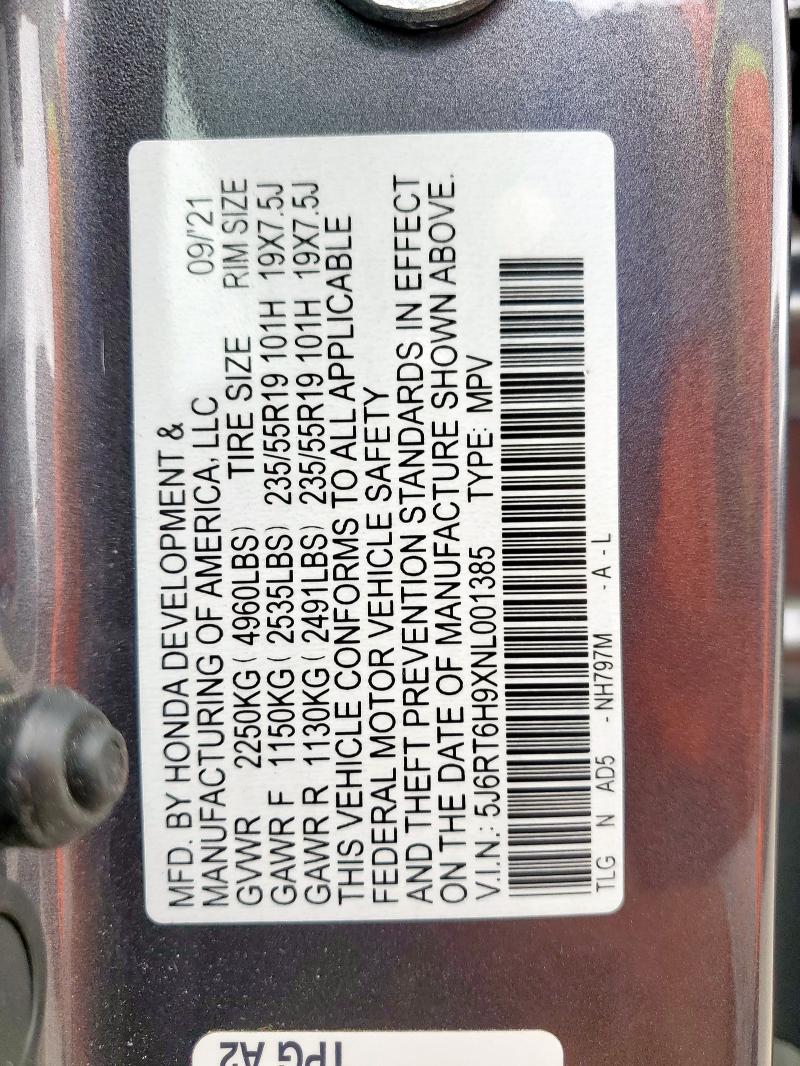 MFD. BY HONDA DEVELOPMENT &
MANUFACTURING OF AMERICA, LLC 09/'21
GVWR 2250KG ( 4960LBS) TIRE SIZE RIM SIZE
GAWR F 1150KG ( 2535LBS) 235/55R19 101H 19X7.5J
GAWR R 1130KG ( 2491LBS) 235/55R19 101H 19X7.5J
THIS VEHICLE CONFORMS TO ALL APPLICABLE
FEDERAL MOTOR VEHICLE SAFETY
AND THEFT PREVENTION STANDARDS IN EFFECT
ON THE DATE OF MANUFACTURE SHOWN ABOVE.
V.I.N.: 5J6RT6H9XNL001385 TYPE: MPV
TLG N AD5 - NH797M - A - L
TPG A2